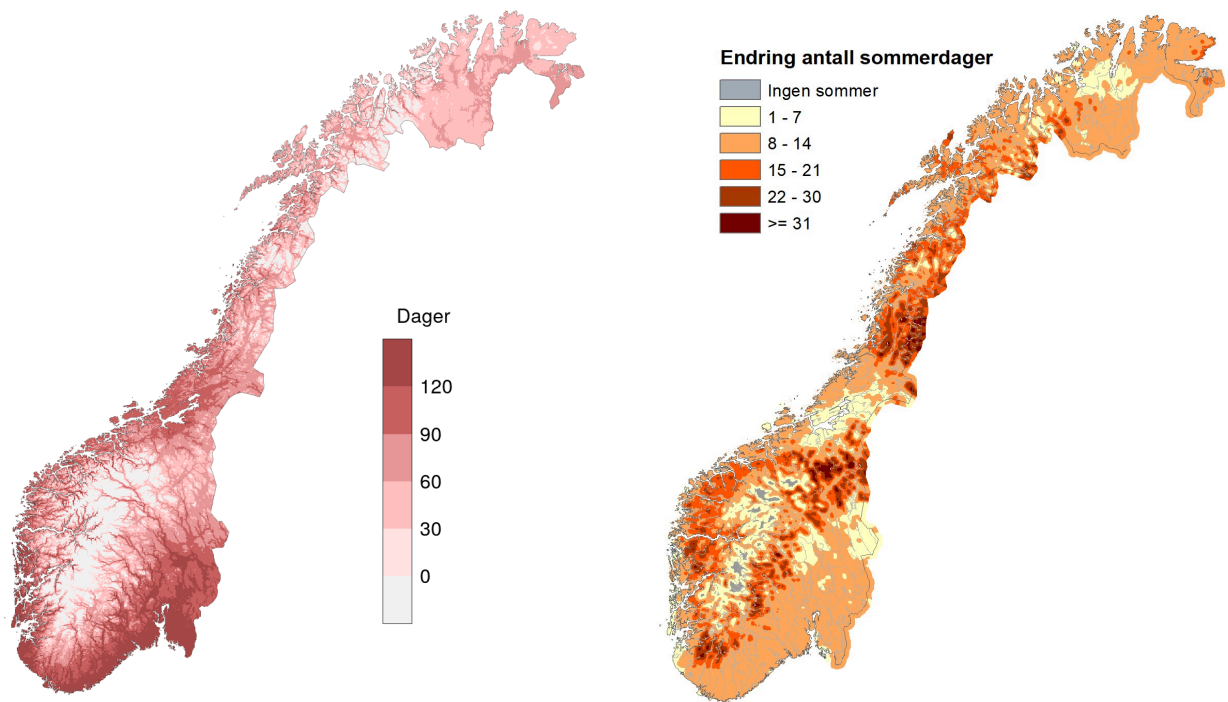 Dager
120
90
60
30
0
Endring antall sommerdager
Ingen sommer
1 - 7
8 - 14
15 - 21
22 - 30
>= 31